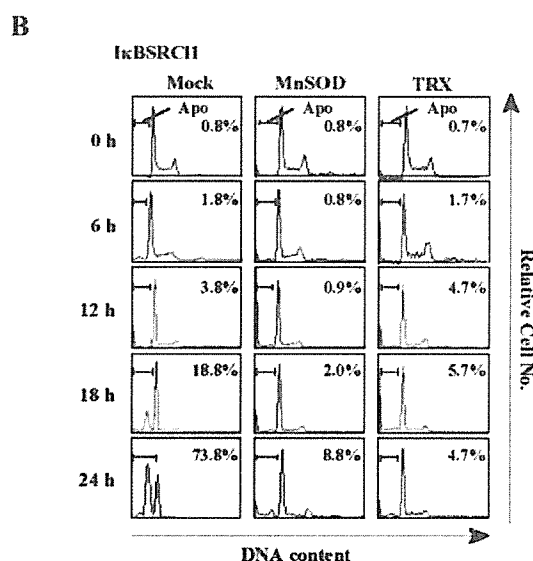 B
IκBSRCl1
Mock MnSOD TRX
0 h Apo 0.8% Apo 0.8% Apo 0.7%
6 h 1.8% 0.8% 1.7%
12 h 3.8% 0.9% 4.7%
18 h 18.8% 2.0% 5.7%
24 h 73.8% 8.8% 4.7%
Relative Cell No.
DNA content